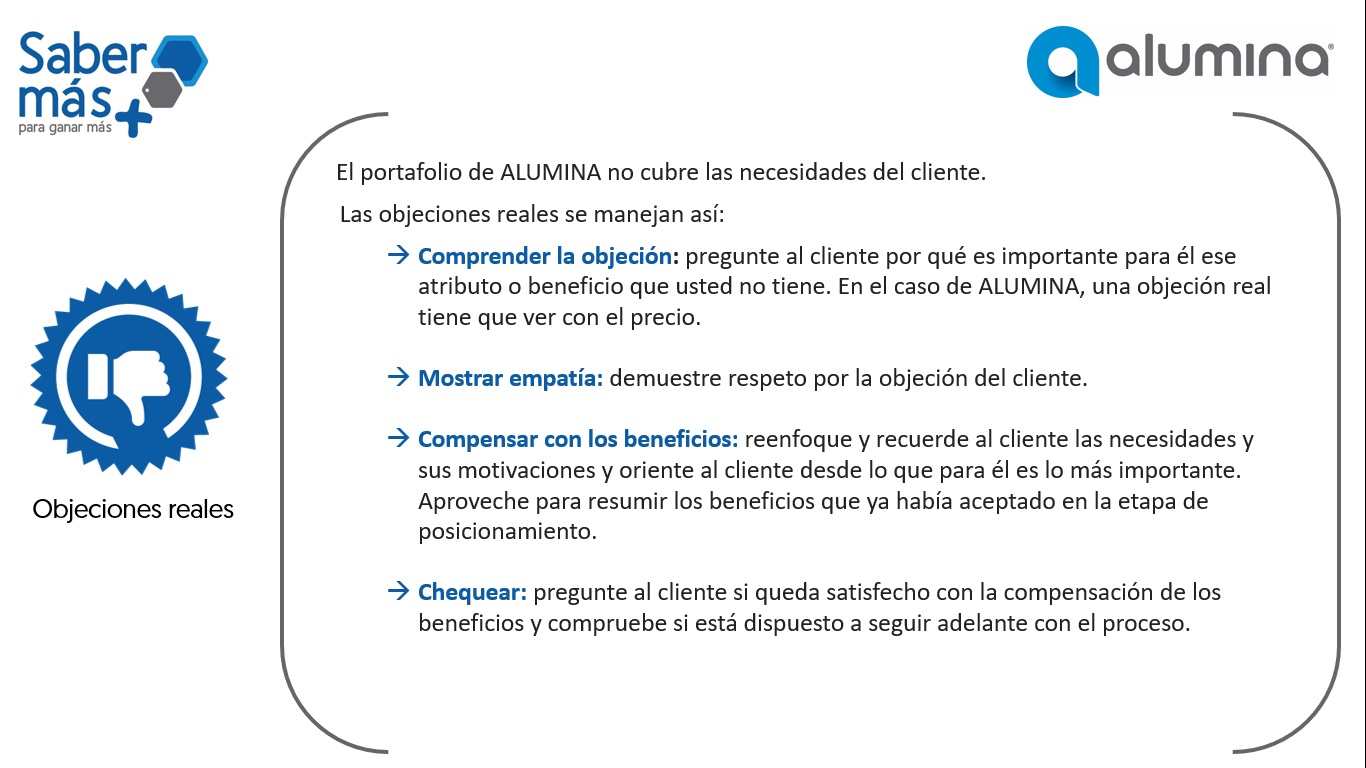 Saber
más
para ganar más
alumina®
El portafolio de ALUMINA no cubre las necesidades del cliente.
Las objeciones reales se manejan así:
→ Comprender la objeción: pregunte al cliente por qué es importante para él ese
atributo o beneficio que usted no tiene. En el caso de ALUMINA, una objeción real
tiene que ver con el precio.
→ Mostrar empatía: demuestre respeto por la objeción del cliente.
→ Compensar con los beneficios: reenfoque y recuerde al cliente las necesidades y
sus motivaciones y oriente al cliente desde lo que para él es lo más importante.
Aproveche para resumir los beneficios que ya había aceptado en la etapa de
posicionamiento.
→ Chequear: pregunte al cliente si queda satisfecho con la compensación de los
beneficios y compruebe si está dispuesto a seguir adelante con el proceso.
Objeciones reales